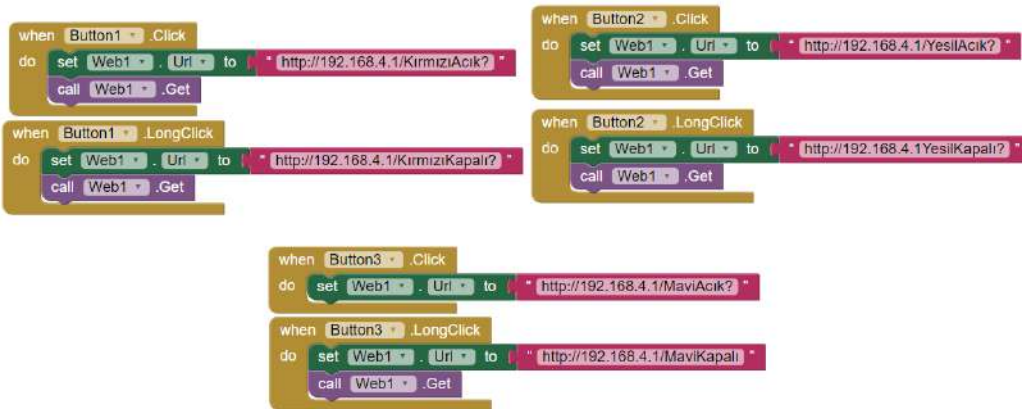 when Button1 .Click
do set Web1 . Url to " http://192.168.4.1/KırmızıAcık? "
call Web1 .Get
when Button1 .LongClick
do set Web1 . Url to " http://192.168.4.1/KırmızıKapalı? "
call Web1 .Get
when Button2 .Click
do set Web1 . Url to " http://192.168.4.1/YesilAcık? "
call Web1 .Get
when Button2 .LongClick
do set Web1 . Url to " http://192.168.4.1YesilKapalı? "
call Web1 .Get
when Button3 .Click
do set Web1 . Url to " http://192.168.4.1/MaviAcık? "
when Button3 .LongClick
do set Web1 . Url to " http://192.168.4.1/MaviKapalı "
call Web1 .Get